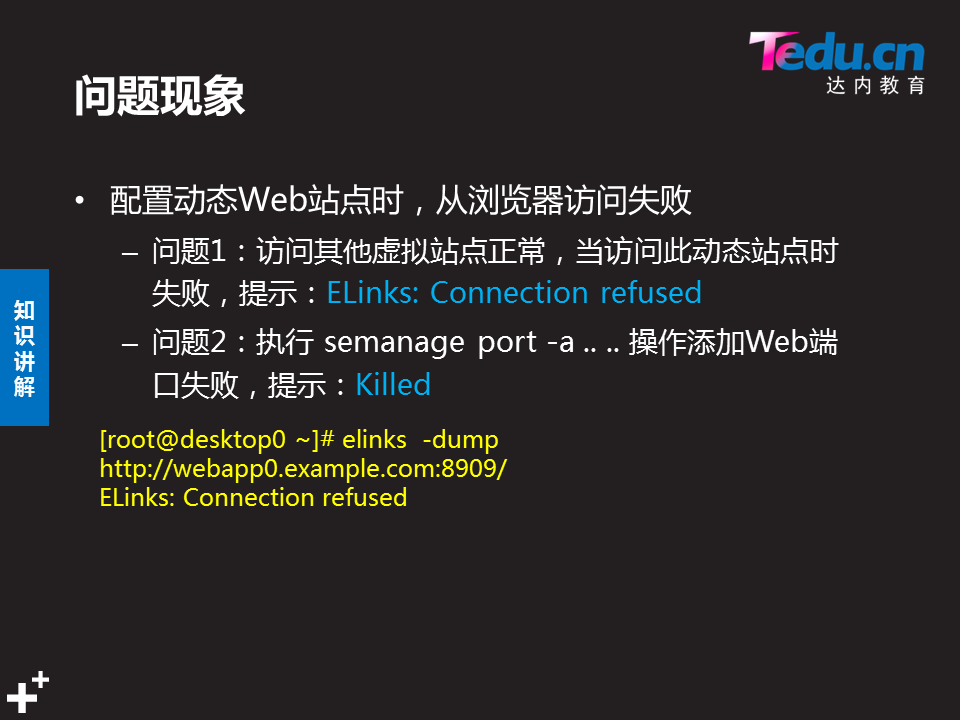 Tedu.cn
达内教育
问题现象
• 配置动态Web站点时，从浏览器访问失败
– 问题1：访问其他虚拟站点正常，当访问此动态站点时
失败，提示：ELinks: Connection refused
– 问题2：执行 semanage port -a .. .. 操作添加Web端
口失败，提示：Killed
知
识
讲
解
[root@desktop0 ~]# elinks  -dump
http://webapp0.example.com:8909/
ELinks: Connection refused